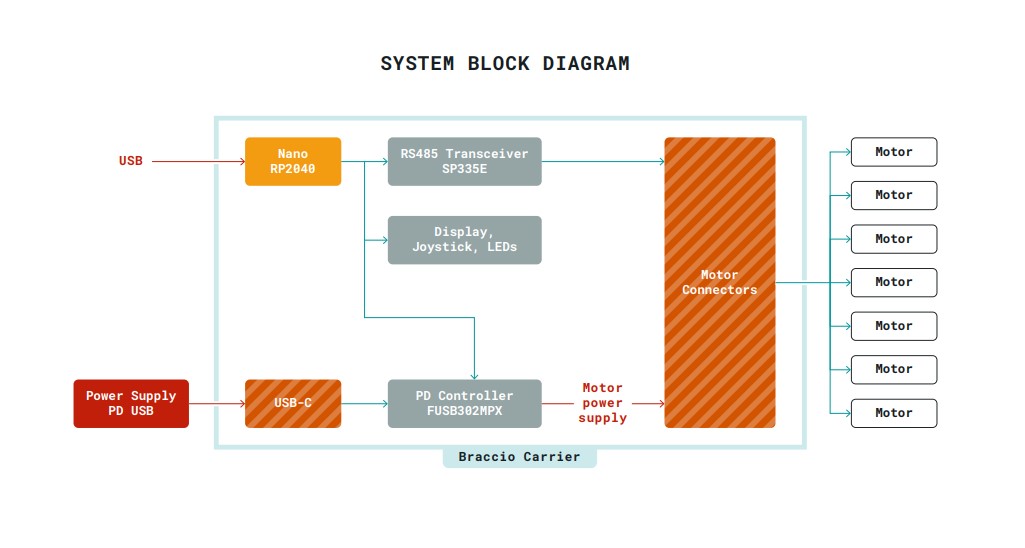 SYSTEM BLOCK DIAGRAM
USB
Nano
RP2040
RS485 Transceiver
SP335E
Display,
Joystick, LEDs
Motor
Connectors
Motor
Motor
Motor
Motor
Motor
Motor
Motor
Power Supply
PD USB
USB-C
PD Controller
FUSB302MPX
Motor
power
supply
Braccio Carrier